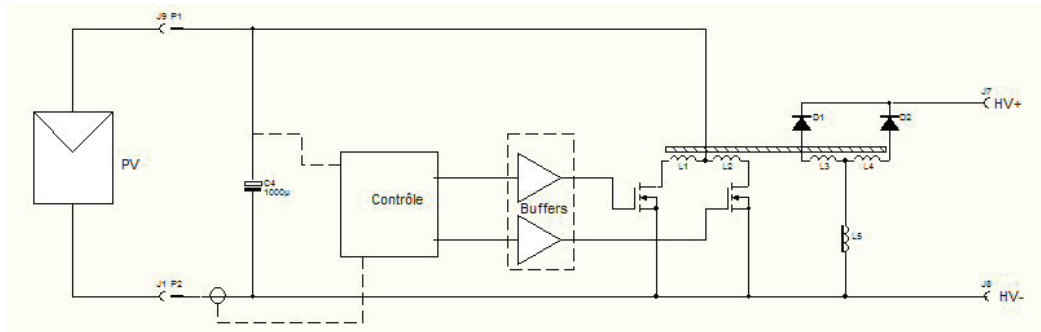 J9 P1
J7
HV+
D1
D2
PV
C4
1000µ
Contrôle
Buffers
L1
L2
L3
L4
L5
J1 P2
J8
HV-